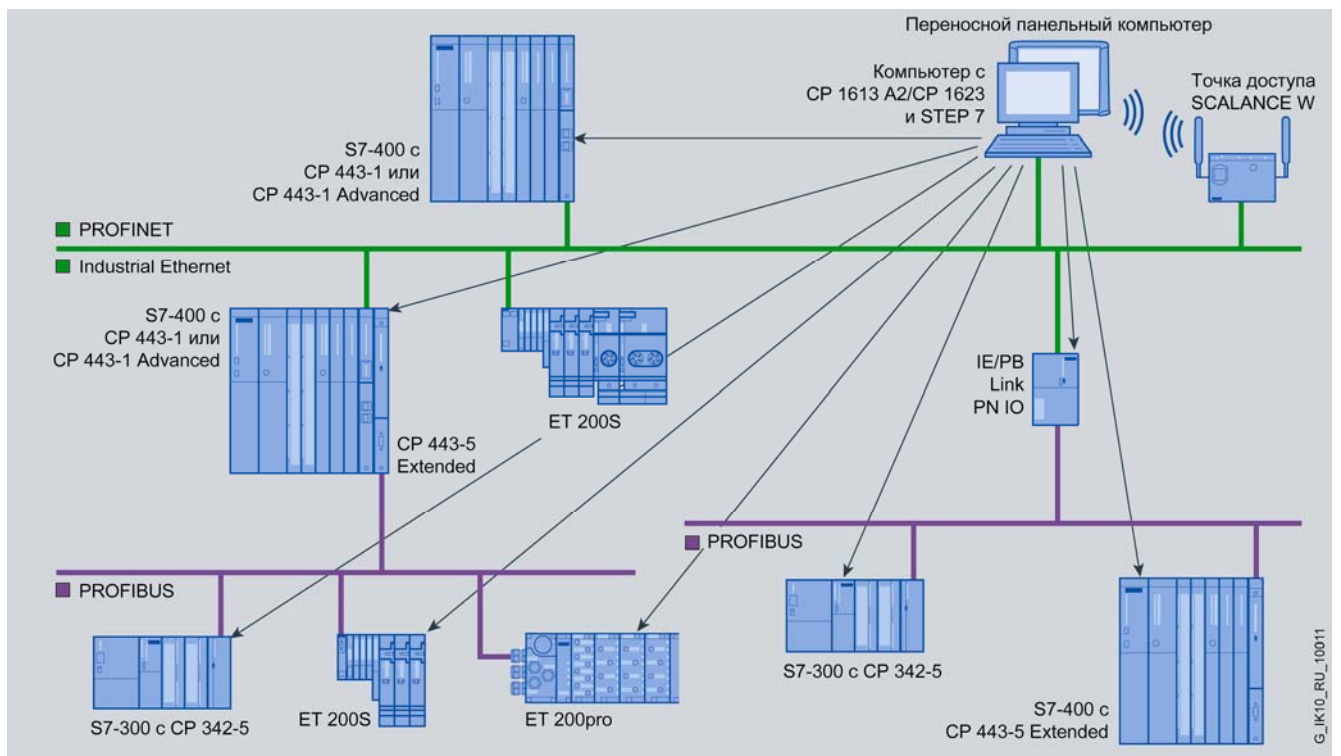 Переносной панельный компьютер
Компьютер с
CP 1613 A2/CP 1623
и STEP 7
Точка доступа
SCALANCE W
S7-400 с
CP 443-1 или
CP 443-1 Advanced
PROFINET
Industrial Ethernet
S7-400 с
CP 443-1 или
CP 443-1 Advanced
ET 200S
CP 443-5
Extended
IE/PB
Link
PN IO
PROFIBUS
PROFIBUS
S7-300 с CP 342-5
ET 200S
ET 200pro
S7-300 с CP 342-5
S7-400 с
CP 443-5 Extended
G_IK10_RU_10011